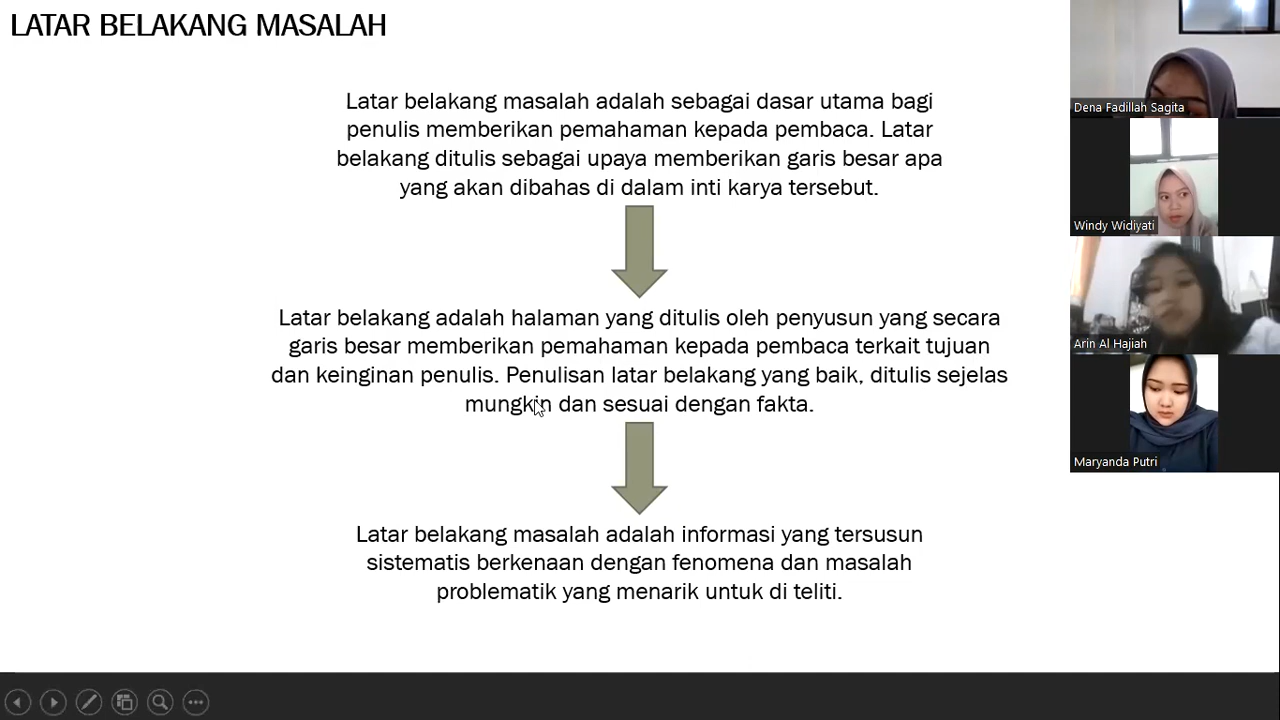 LATAR BELAKANG MASALAH
Latar belakang masalah adalah sebagai dasar utama bagi
penulis memberikan pemahaman kepada pembaca. Latar
belakang ditulis sebagai upaya memberikan garis besar apa
yang akan dibahas di dalam inti karya tersebut.
Latar belakang adalah halaman yang ditulis oleh penyusun yang secara
garis besar memberikan pemahaman kepada pembaca terkait tujuan
dan keinginan penulis. Penulisan latar belakang yang baik, ditulis sejelas
mungkin dan sesuai dengan fakta.
Latar belakang masalah adalah informasi yang tersusun
sistematis berkenaan dengan fenomena dan masalah
problematik yang menarik untuk di teliti.
Dena Fadillah Sagita
Windy Widiyati
Arin Al Hajiah
Maryanda Putri